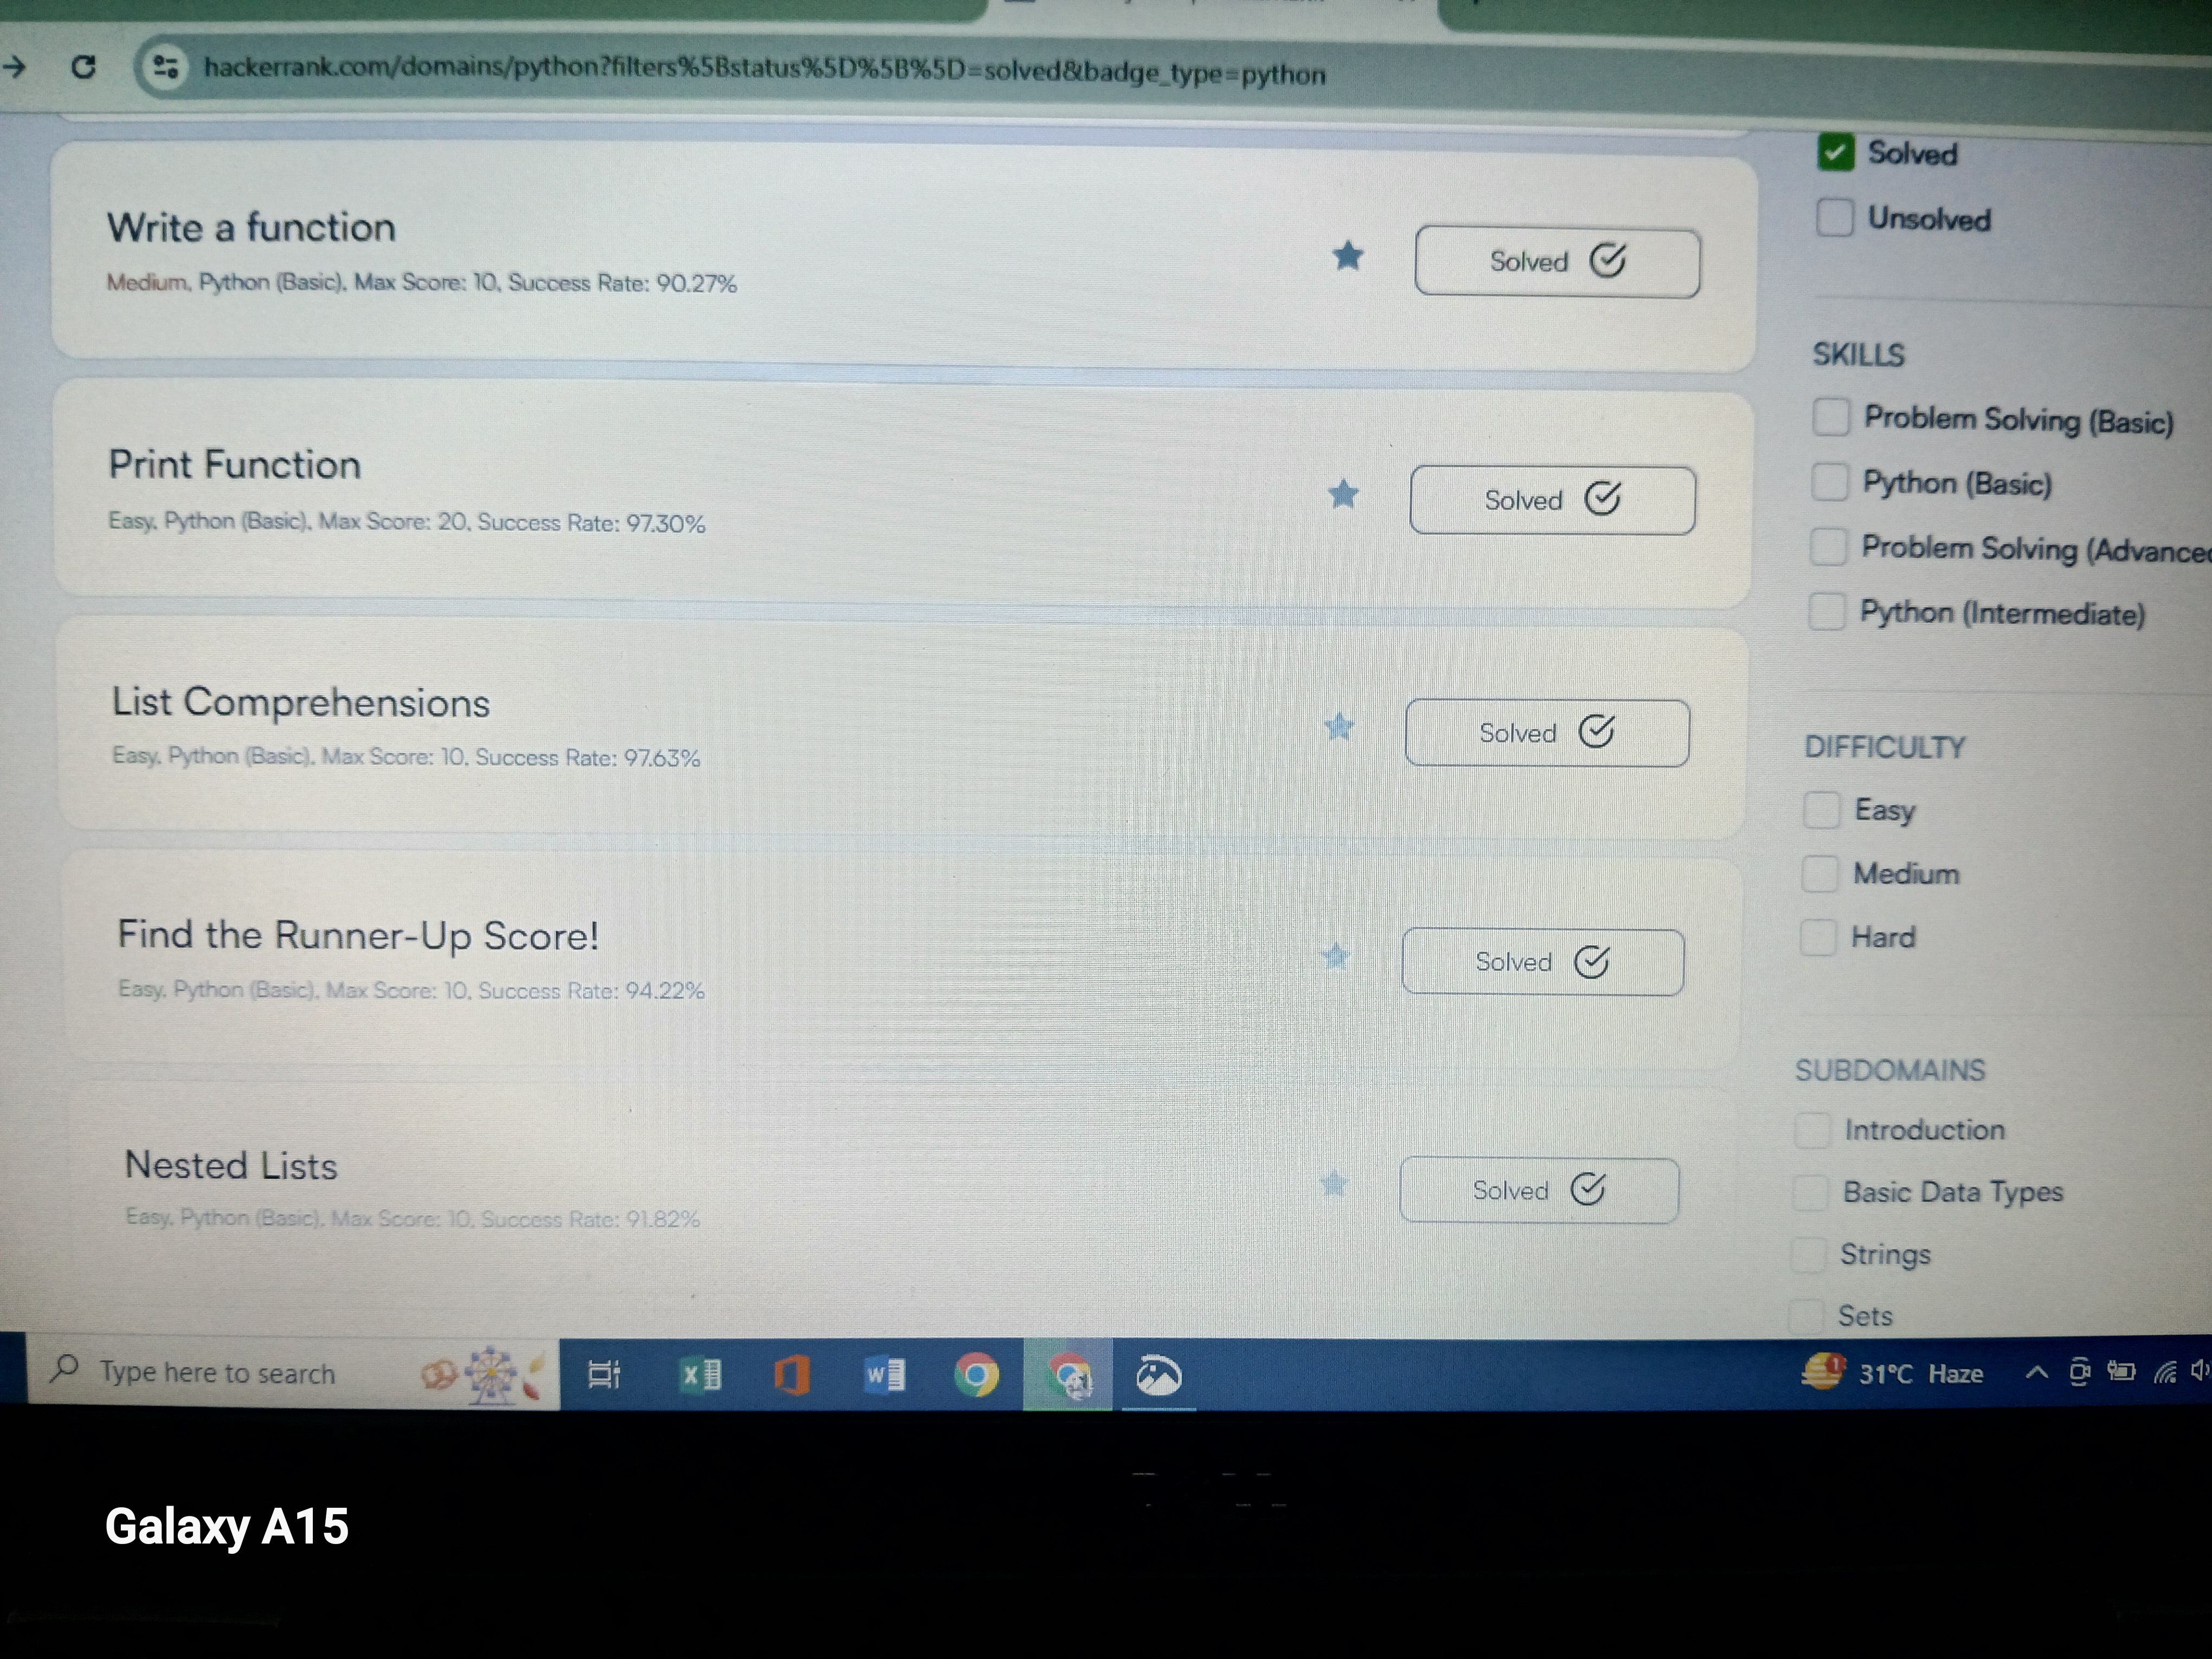 hackerrank.com/domains/python?filters%5Bstatus%5D%5B%5D=solved&badge_type=python
Write a function
Medium, Python (Basic), Max Score: 10, Success Rate: 90.27%
Solved
Print Function
Easy, Python (Basic), Max Score: 20, Success Rate: 97.30%
Solved
List Comprehensions
Easy, Python (Basic), Max Score: 10, Success Rate: 97.63%
Solved
Find the Runner-Up Score!
Easy, Python (Basic), Max Score: 10, Success Rate: 94.22%
Solved
Nested Lists
Easy, Python (Basic), Max Score: 10, Success Rate: 91.82%
Solved
Solved
Unsolved
SKILLS
Problem Solving (Basic)
Python (Basic)
Problem Solving (Advanced
Python (Intermediate)
DIFFICULTY
Easy
Medium
Hard
SUBDOMAINS
Introduction
Basic Data Types
Strings
Sets
Type here to search
1
31°C Haze
Galaxy A15